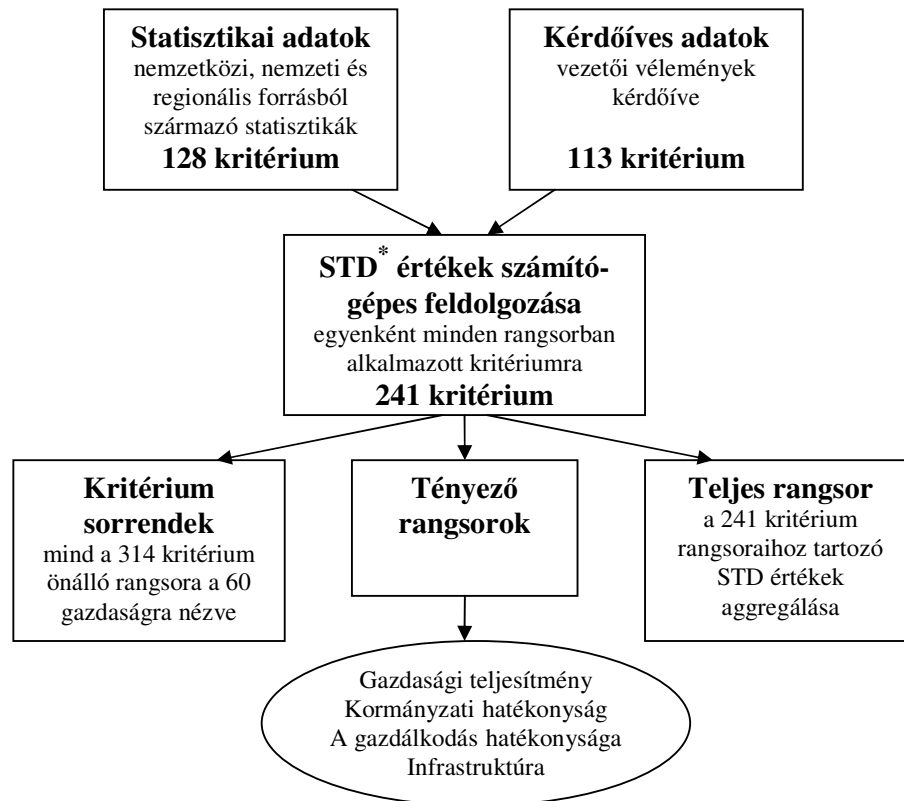 Statisztikai adatok
nemzetközi, nemzeti és
regionális forrásból
származó statisztikák
128 kritérium
Kérdőíves adatok
vezetői vélemények
kérdőíve
113 kritérium
STD* értékek számító-
gépes feldolgozása
egyenként minden rangsorban
alkalmazott kritériumra
241 kritérium
Kritérium
sorrendek
mind a 314 kritérium
önálló rangsora a 60
gazdaságra nézve
Tényező
rangsorok
Teljes rangsor
a 241 kritérium
rangsoraihoz tartozó
STD értékek
aggregálása
Gazdasági teljesítmény
Kormányzati hatékonyság
A gazdálkodás hatékonysága
Infrastruktúra